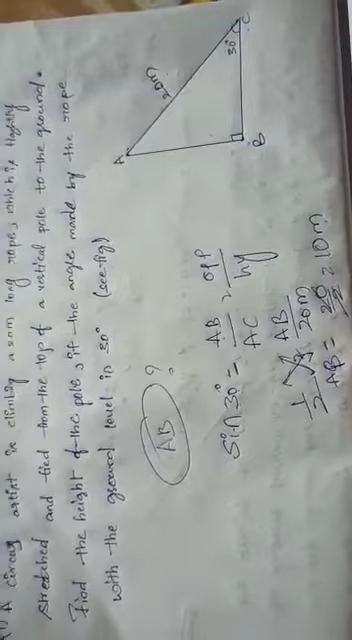 1) A circus artist is climbing a 20m long rope, which is tightly
stretched and tied from the top of a vertical pole to the ground.
Find the height of the pole, if the angle made by the rope
with the ground level is 30° (see fig)
A
20m
30°
C
B
AB ?
Sin 30° = AB/AC = opp/hy
1/2 = AB/20m
AB = 20/2 = 10m